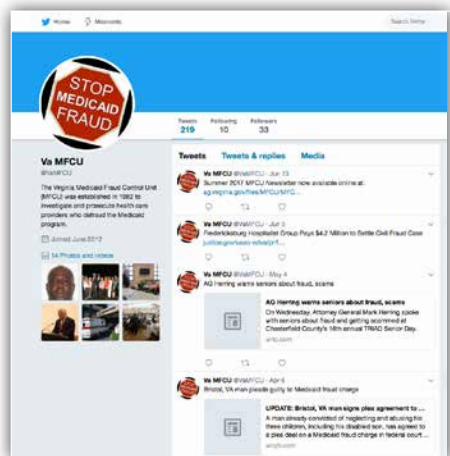 Home Moments
STOP
MEDICAID
FRAUD
Tweets Following Followers
219 10 33
Va MFCU
@VAMFCU
The Virginia Medicaid Fraud Control Unit
(MFCU) was established in 1982 to
investigate and prosecute health care
providers who defraud the Medicaid
program.
Joined June 2012
54 Photos and videos
Tweets Tweets & replies Media
Va MFCU @VAMFCU · Jun 13
Summer 2017 MFCU Newsletter now available online at:
ag.virginia.gov/files/MFCU/MFC...
Va MFCU @VAMFCU · Jun 5
Fredericksburg Hospitalist Group Pays $4.2 Million to Settle Civil Fraud Case
Va MFCU @VAMFCU · May 4
AG Herring warns seniors about fraud, scams
AG Herring warns seniors about fraud, scams
On Wednesday, Attorney General Mark Herring spoke
with seniors about fraud and getting scammed at
Chesterfield County's 16th annual TRIAD Senior Day.
Va MFCU @VAMFCU · Apr 6
Bristol, VA man pleads guilty to Medicaid fraud charge
UPDATE: Bristol, VA man signs plea agreement to ...
A man already convicted of neglecting and abusing his
three children, including his disabled son, has agreed to
a plea deal on a Medicaid fraud charge in federal court ...